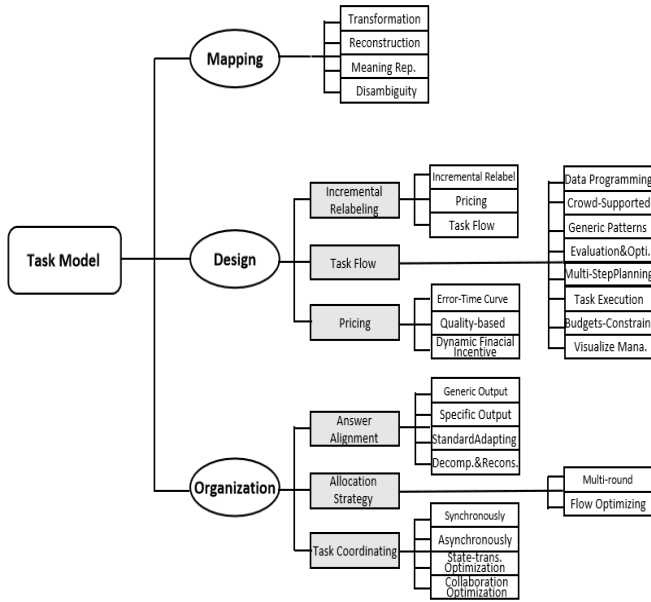 Transformation
Reconstruction
Meaning Rep.
Disambiguity
Mapping
Task Model
Design
Incremental
Relabeling
Incremental Relabel
Pricing
Task Flow
Task Flow
Data Programming
Crowd-Supported
Generic Patterns
Evaluation&Opti.
Multi-StepPlanning
Task Execution
Budgets-Constrain
Visualize Mana.
Pricing
Error-Time Curve
Quality-based
Dynamic Finacial
Incentive
Organization
Answer
Alignment
Generic Output
Specific Output
StandardAdapting
Decomp.&Recons.
Allocation
Strategy
Multi-round
Flow Optimizing
Task Coordinating
Synchronously
Asynchronously
State-trans.
Optimization
Collaboration
Optimization